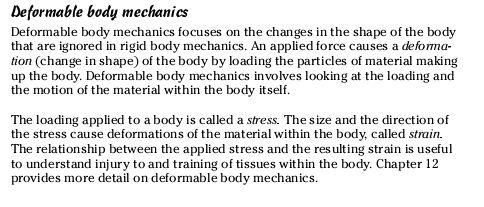 Deformable body mechanics
Deformable body mechanics focuses on the changes in the shape of the body
that are ignored in rigid body mechanics. An applied force causes a deforma-
tion (change in shape) of the body by loading the particles of material making
up the body. Deformable body mechanics involves looking at the loading and
the motion of the material within the body itself.
The loading applied to a body is called a stress. The size and the direction of
the stress cause deformations of the material within the body, called strain.
The relationship between the applied stress and the resulting strain is useful
to understand injury to and training of tissues within the body. Chapter 12
provides more detail on deformable body mechanics.